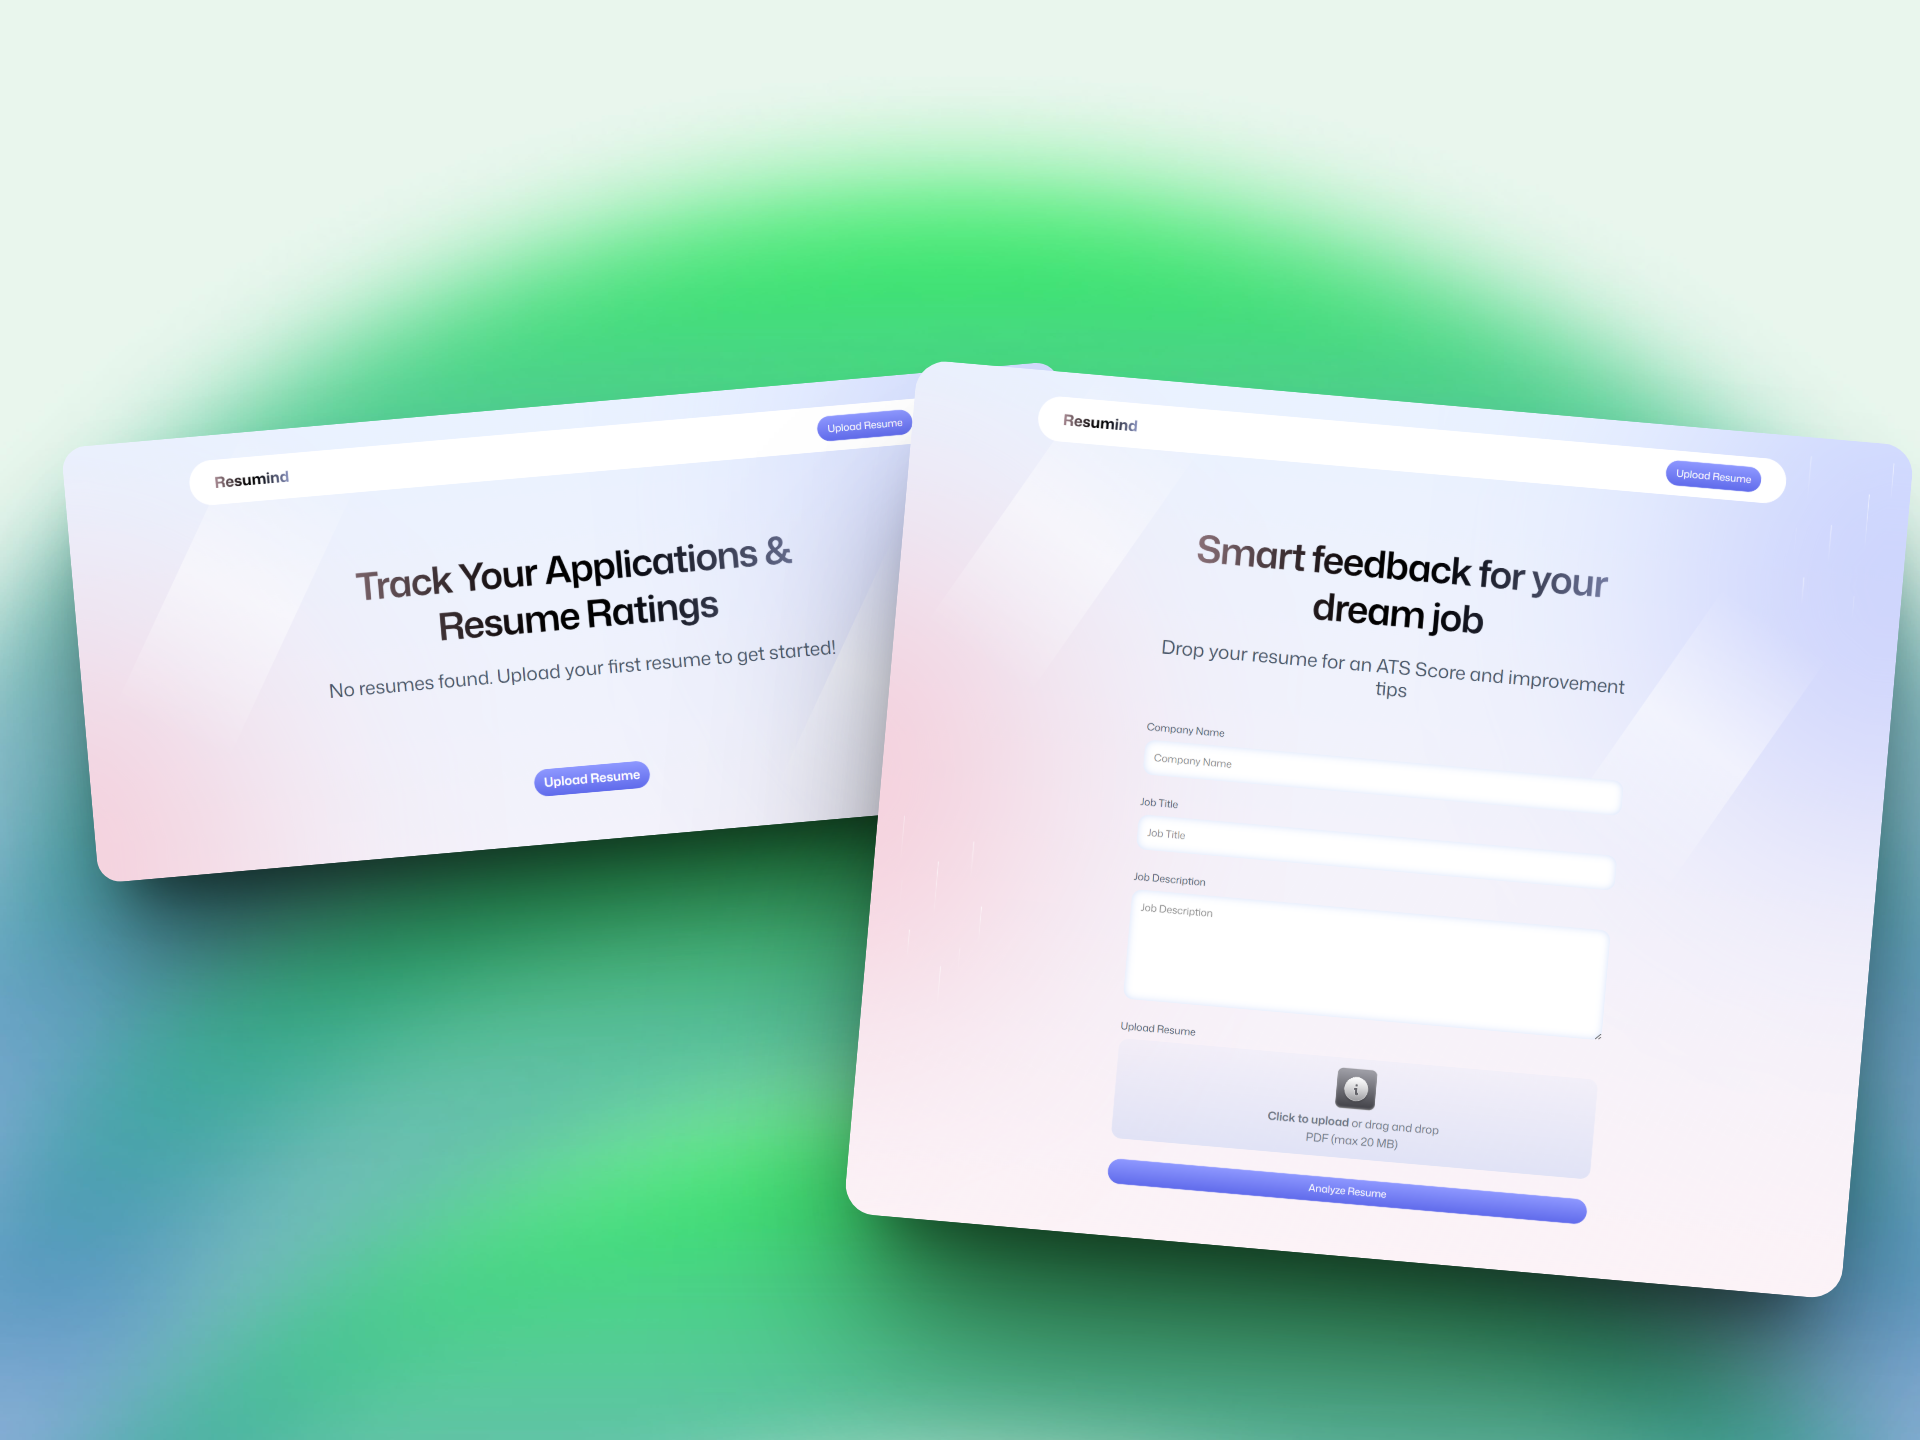 Resumind
Upload Resume
Track Your Applications &
Resume Ratings
No resumes found. Upload your first resume to get started!
Upload Resume
Resumind
Upload Resume
Smart feedback for your
dream job
Drop your resume for an ATS Score and improvement
tips
Company Name
Company Name
Job Title
Job Title
Job Description
Job Description
Upload Resume
i
Click to upload or drag and drop
PDF (max 20 MB)
Analyze Resume